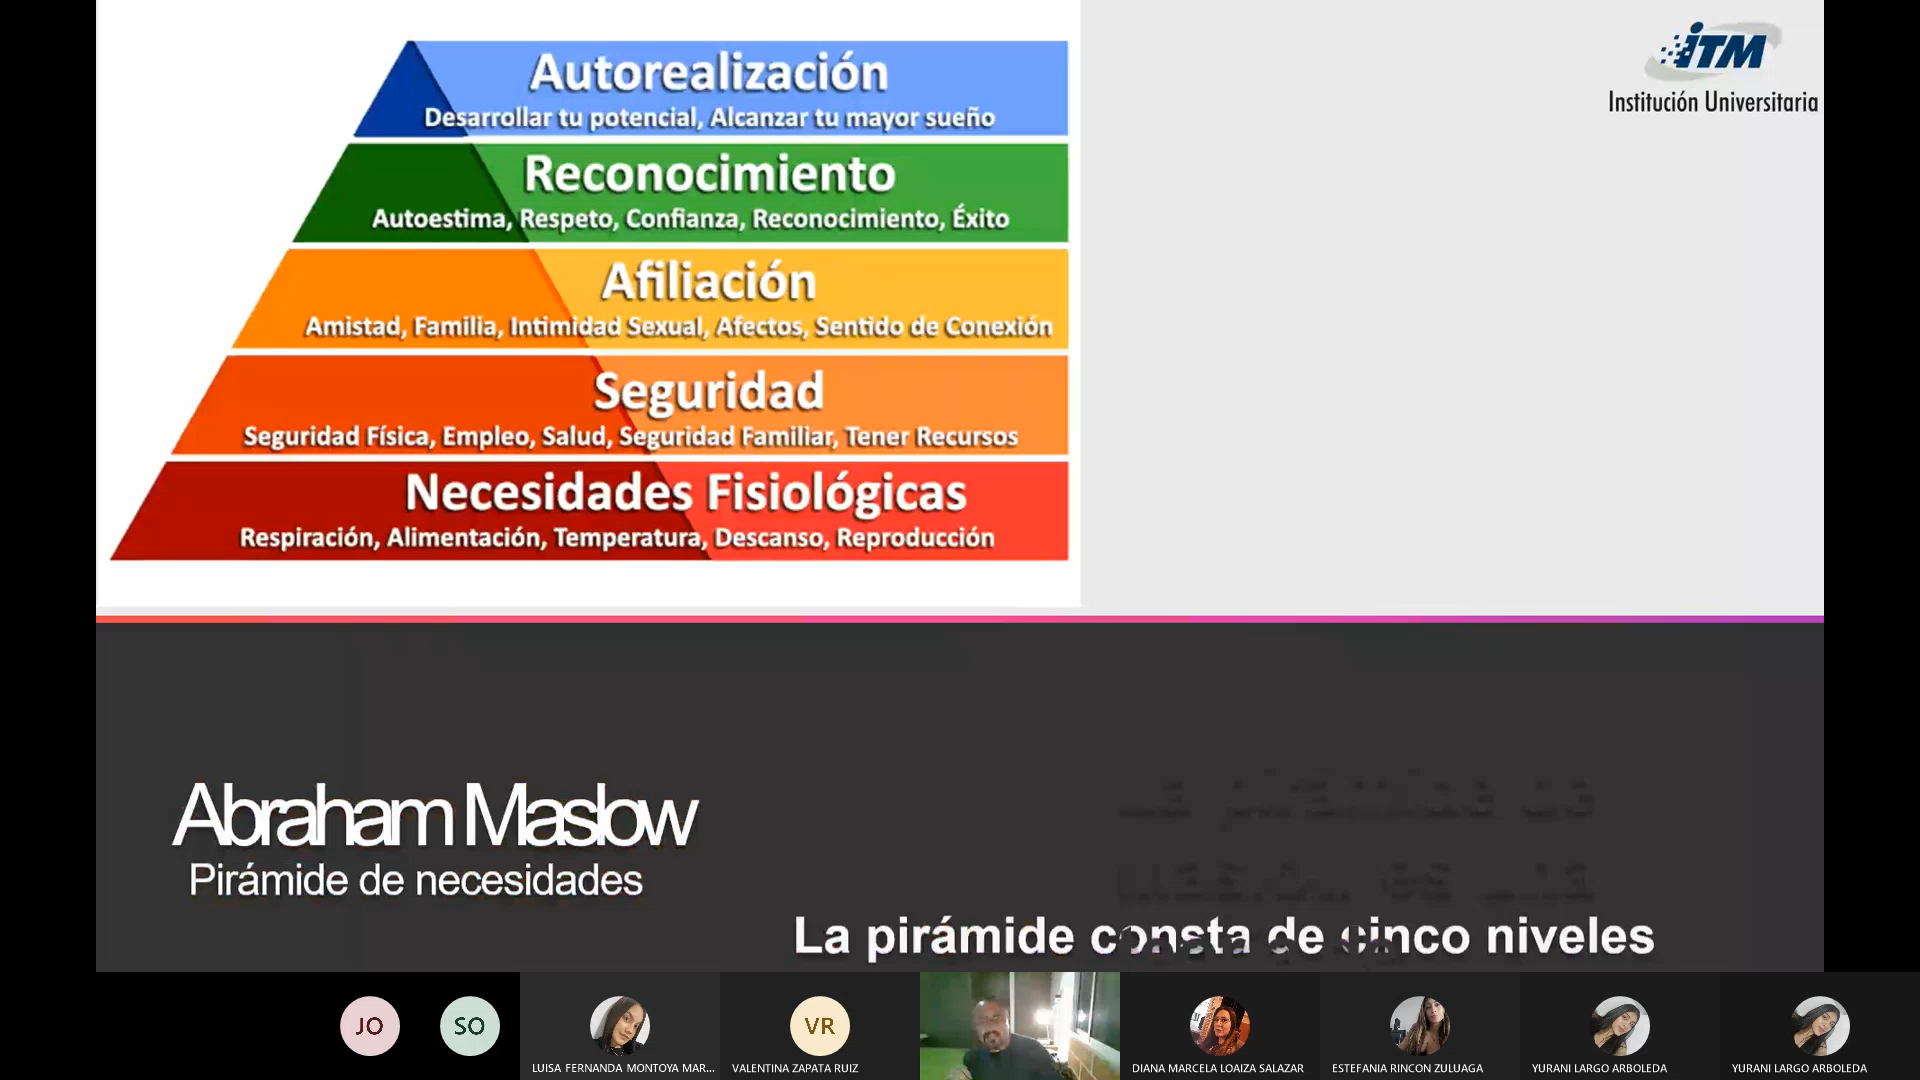 Autorealización
Desarrollar tu potencial, Alcanzar tu mayor sueño
Reconocimiento
Autoestima, Respeto, Confianza, Reconocimiento, Éxito
Afiliación
Amistad, Familia, Intimidad Sexual, Afectos, Sentido de Conexión
Seguridad
Seguridad Física, Empleo, Salud, Seguridad Familiar, Tener Recursos
Necesidades Fisiológicas
Respiración, Alimentación, Temperatura, Descanso, Reproducción
iTM
Institución Universitaria
Abraham Maslow
Pirámide de necesidades
La pirámide consta de cinco niveles
JO
SO
VR
LUISA FERNANDA MONTOYA MAR...
VALENTINA ZAPATA RUIZ
DIANA MARCELA LOAIZA SALAZAR
ESTEFANIA RINCON ZULUAGA
YURANI LARGO ARBOLEDA
YURANI LARGO ARBOLEDA